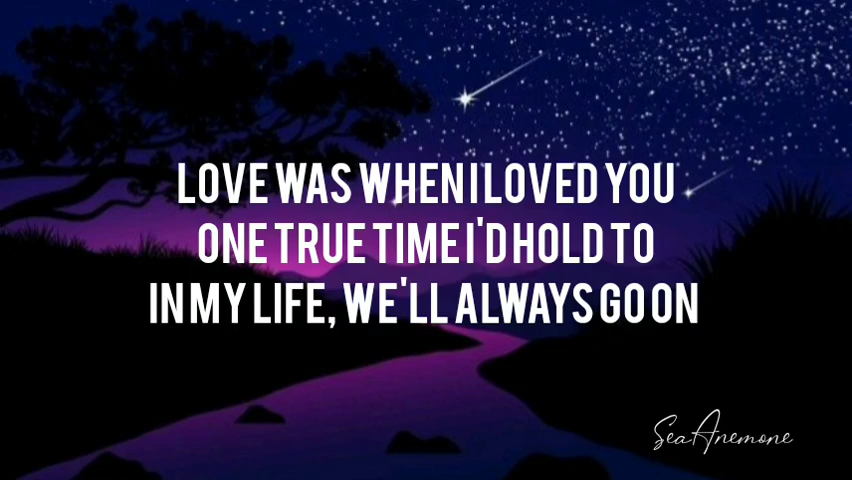 LOVE WAS WHEN I LOVED YOU
ONE TRUE TIME I'D HOLD TO
IN MY LIFE, WE'LL ALWAYS GO ON
SeaAnemone